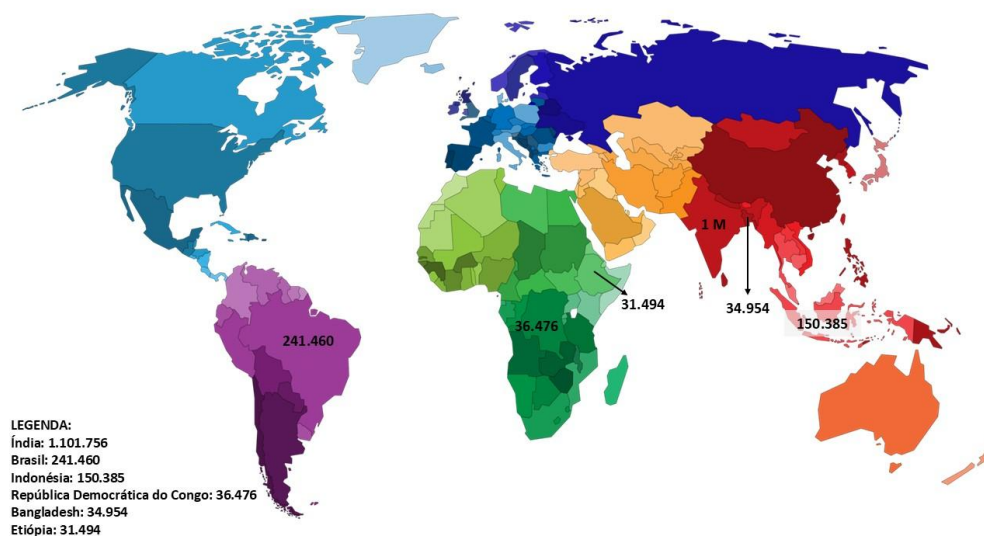 1 M
31.494
34.954
36.476
150.385
241.460
LEGENDA:
Índia: 1.101.756
Brasil: 241.460
Indonésia: 150.385
República Democrática do Congo: 36.476
Bangladesh: 34.954
Etiópia: 31.494